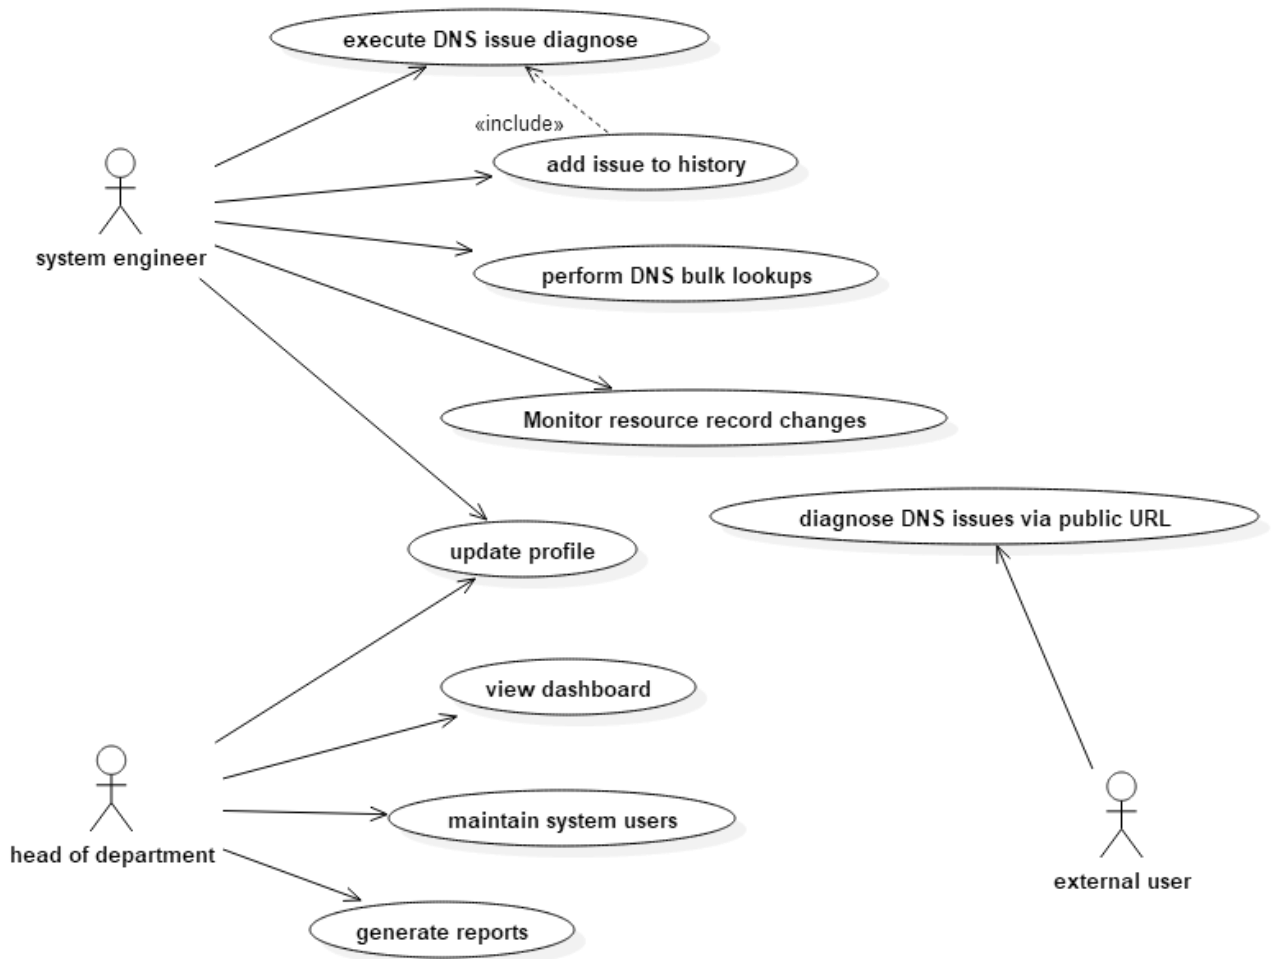 execute DNS issue diagnose
«include»
add issue to history
system engineer
perform DNS bulk lookups
Monitor resource record changes
diagnose DNS issues via public URL
update profile
view dashboard
maintain system users
head of department
external user
generate reports